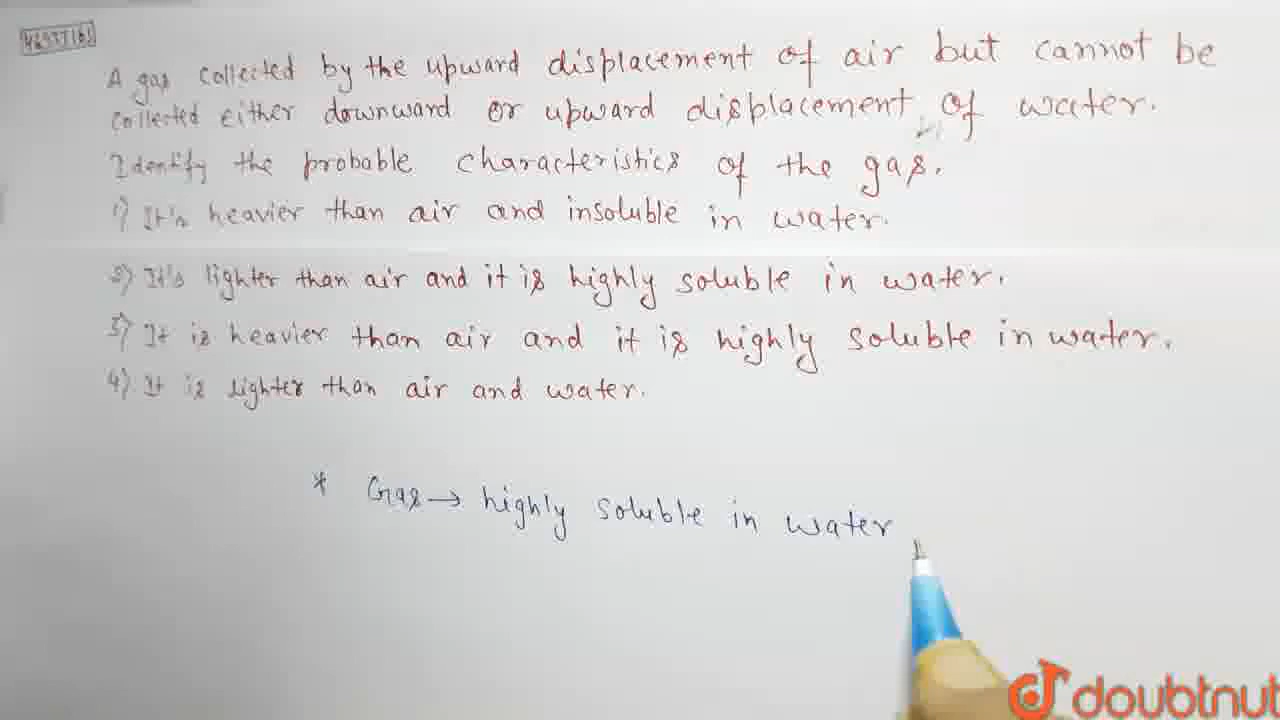 A gas collected by the upward displacement of air but cannot be
collected either downward or upward displacement of water.
Identify the probable characteristics of the gas.
1) It's heavier than air and insoluble in water.
2) It's lighter than air and it is highly soluble in water.
3) It is heavier than air and it is highly soluble in water.
4) It is lighter than air and water.
* Gas → highly soluble in water
doubtnut